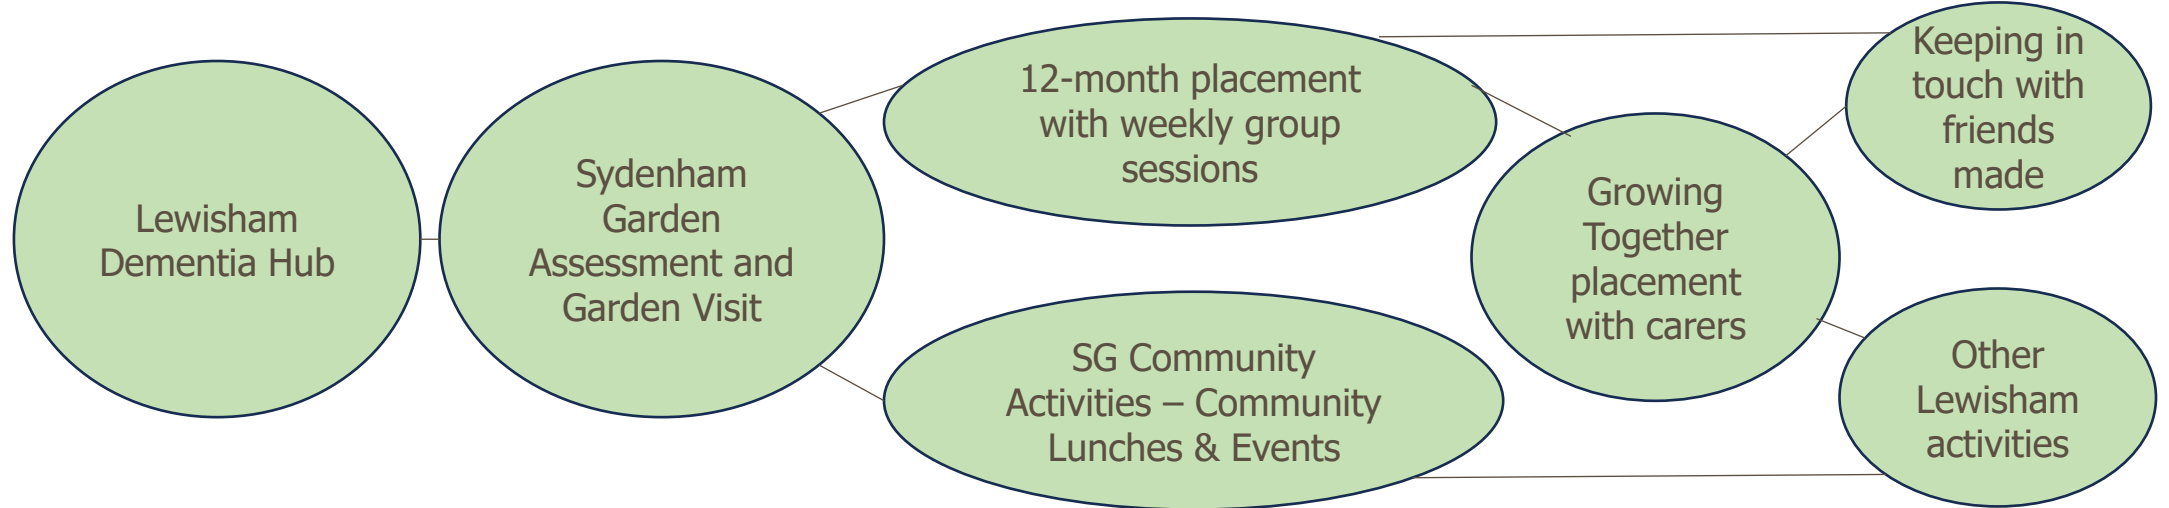 Lewisham
Dementia Hub
Sydenham
Garden
Assessment and
Garden Visit
12-month placement
with weekly group
sessions
SG Community
Activities – Community
Lunches & Events
Growing
Together
placement
with carers
Keeping in
touch with
friends
made
Other
Lewisham
activities